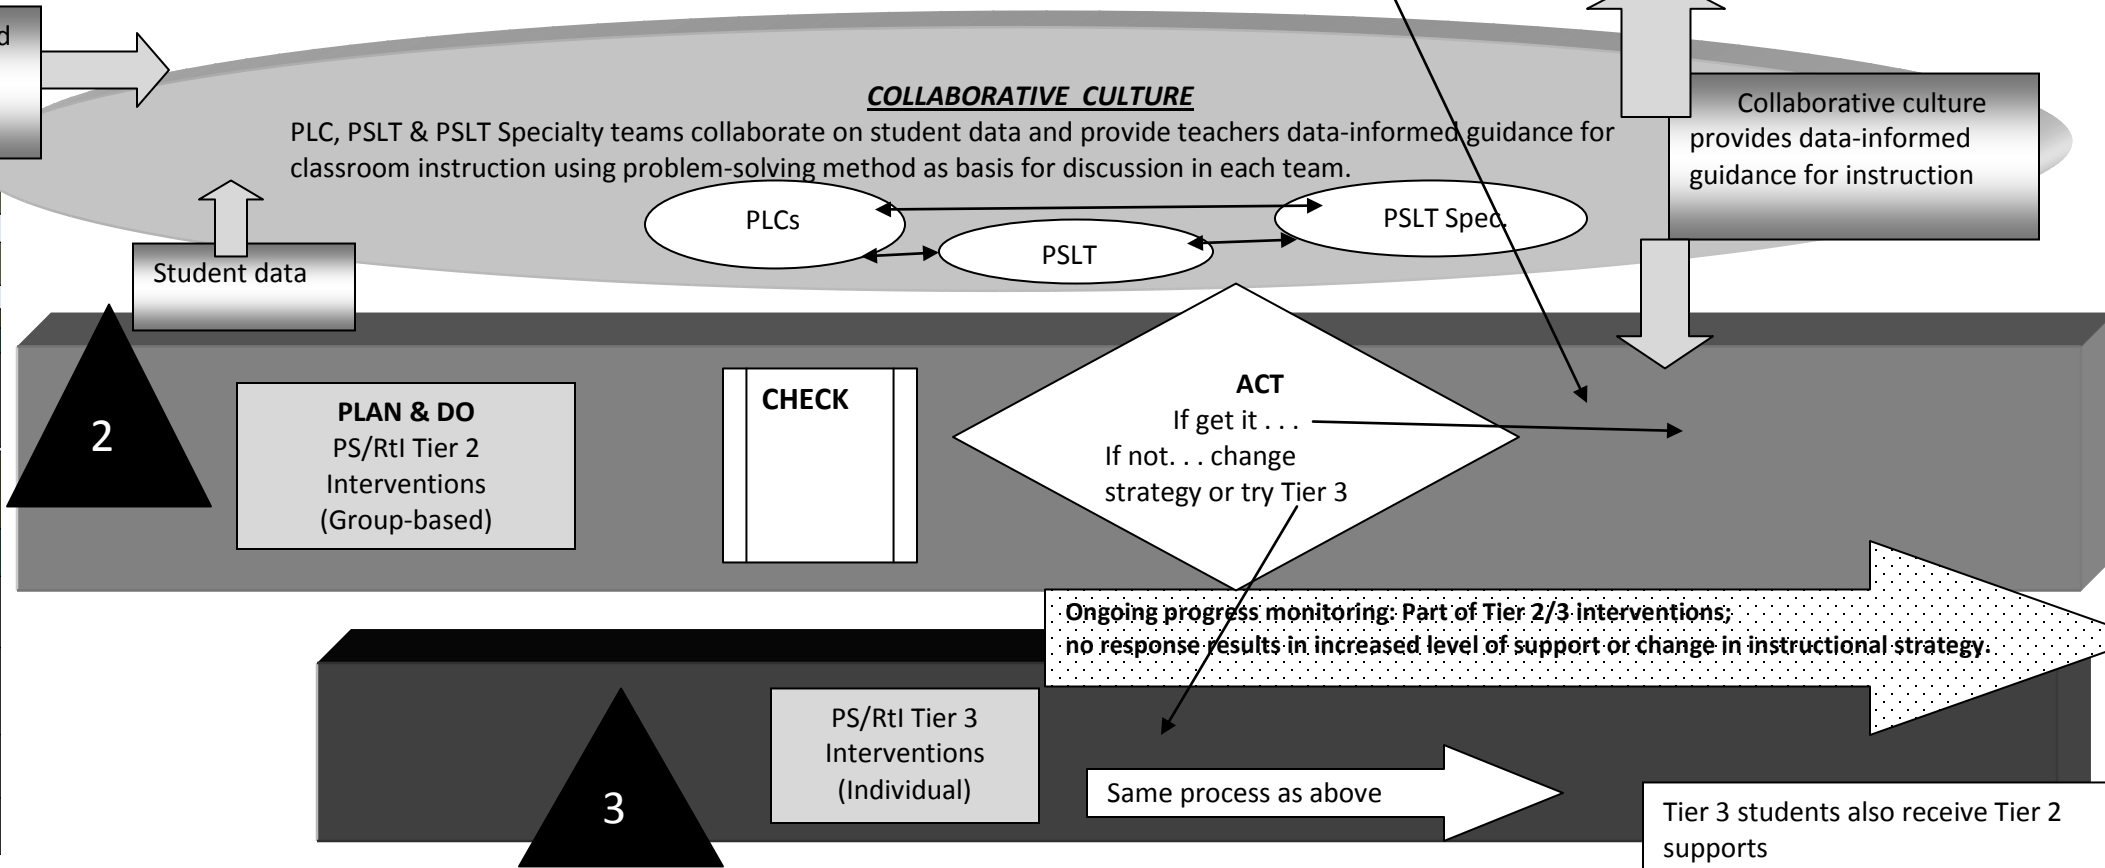 COLLABORATIVE CULTURE
PLC, PSLT & PSLT Specialty teams collaborate on student data and provide teachers data-informed guidance for
classroom instruction using problem-solving method as basis for discussion in each team.
Collaborative culture
provides data-informed
guidance for instruction
PLCs
PSLT
PSLT Spec.
Student data
2
PLAN & DO
PS/RtI Tier 2
Interventions
(Group-based)
CHECK
ACT
If get it . . .
If not. . . change
strategy or try Tier 3
Ongoing progress monitoring: Part of Tier 2/3 interventions;
no response results in increased level of support or change in instructional strategy.
3
PS/RtI Tier 3
Interventions
(Individual)
Same process as above
Tier 3 students also receive Tier 2
supports